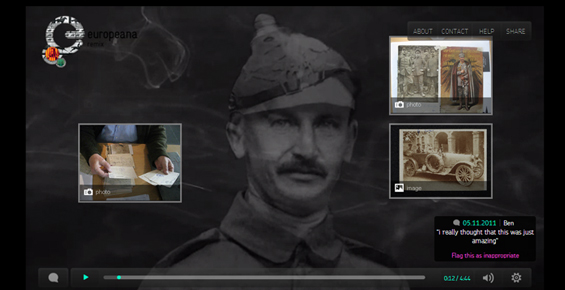 europeana
remix
ABOUT CONTACT HELP SHARE
photo
photo
image
05.11.2011 Ben
"I really thought that this was just
amazing"
Flag this as inappropriate
0:12 / 4:44